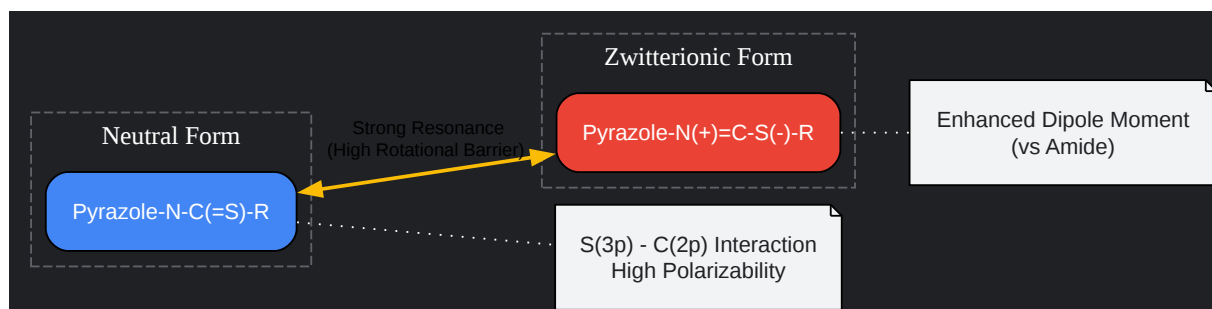 Neutral Form
Pyrazole-N-C(=S)-R
Strong Resonance
(High Rotational Barrier)
Zwitterionic Form
Pyrazole-N(+)=C-S(-)-R
Enhanced Dipole Moment
(vs Amide)
S(3p) - C(2p) Interaction
High Polarizability